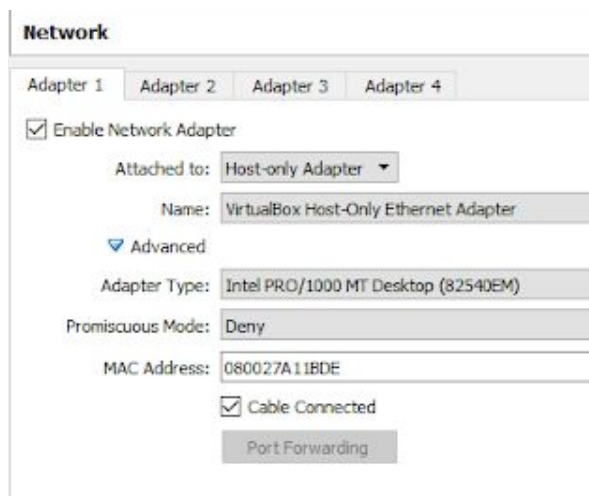 Network
Adapter 1 Adapter 2 Adapter 3 Adapter 4
Enable Network Adapter
Attached to: Host-only Adapter
Name: VirtualBox Host-Only Ethernet Adapter
Advanced
Adapter Type: Intel PRO/1000 MT Desktop (82540EM)
Promiscuous Mode: Deny
MAC Address: 080027A11BDE
Cable Connected
Port Forwarding